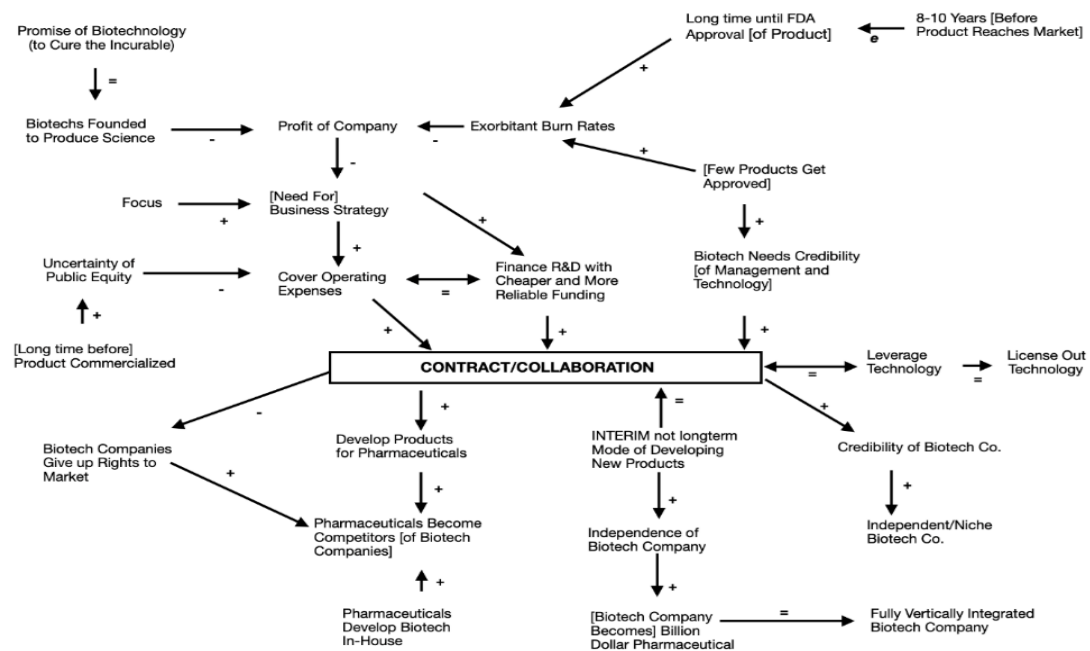 Promise of Biotechnology
(to Cure the Incurable)
=
Long time until FDA
Approval [of Product]
e
8-10 Years [Before
Product Reaches Market]
+
Biotechs Founded
to Produce Science
-
Profit of Company
-
Exorbitant Burn Rates
+
-
[Few Products Get
Approved]
Focus
+
[Need For]
Business Strategy
+
+
+
Uncertainty of
Public Equity
-
Cover Operating
Expenses
=
Finance R&D with
Cheaper and More
Reliable Funding
Biotech Needs Credibility
[of Management and
Technology]
+
[Long time before]
Product Commercialized
+
+
+
CONTRACT/COLLABORATION
=
Leverage
Technology
=
License Out
Technology
-
+
=
+
Biotech Companies
Give up Rights to
Market
Develop Products
for Pharmaceuticals
INTERIM not longterm
Mode of Developing
New Products
Credibility of Biotech Co.
+
+
+
+
Pharmaceuticals Become
Competitors [of Biotech
Companies]
Independence of
Biotech Company
Independent/Niche
Biotech Co.
+
+
Pharmaceuticals
Develop Biotech
In-House
[Biotech Company
Becomes] Billion
Dollar Pharmaceutical
=
Fully Vertically Integrated
Biotech Company